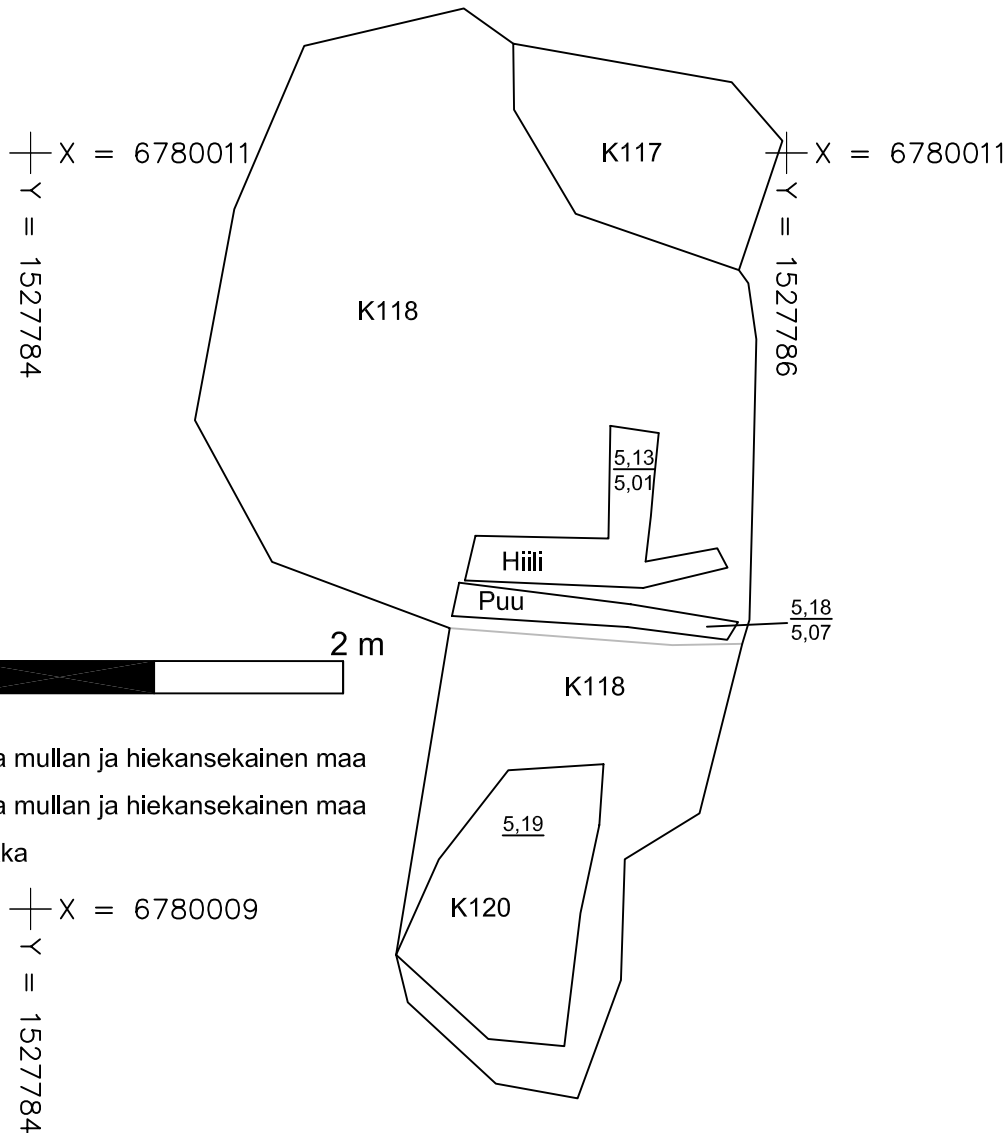 K117
X = 6780011
X = 6780011
Y = 1527784
Y = 1527786
K118
5,13
5,01
Hiili
Puu
5,18
5,07
2 m
K118
mullan ja hiekansekainen maa
mullan ja hiekansekainen maa
5,19
K120
X = 6780009
Y = 1527784